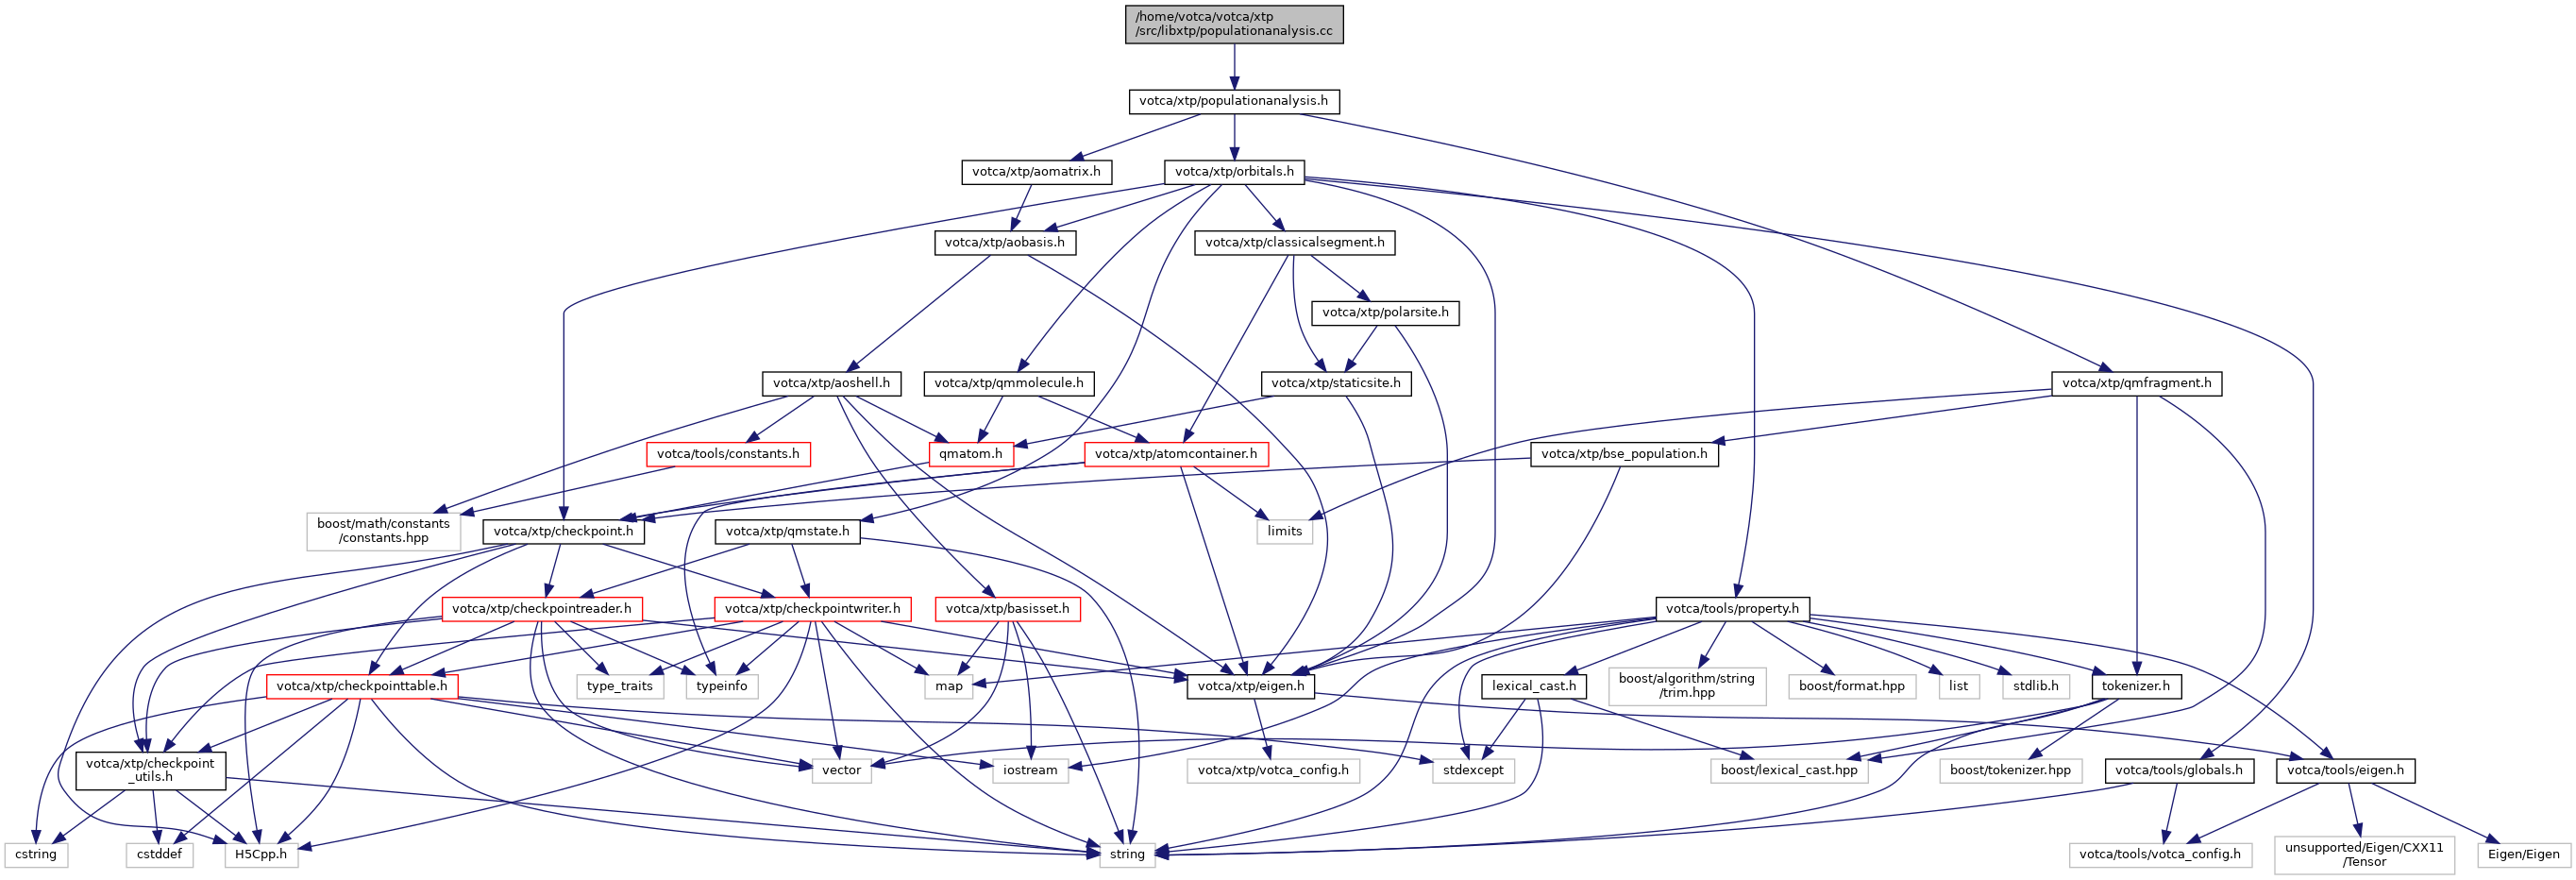 /home/votca/votca/xtp
/src/libxtp/populationanalysis.cc
votca/xtp/populationanalysis.h
votca/xtp/aomatrix.h
votca/xtp/orbitals.h
votca/xtp/aobasis.h
votca/xtp/classicalsegment.h
votca/xtp/polarsite.h
votca/xtp/aoshell.h
votca/xtp/qmmolecule.h
votca/xtp/staticsite.h
votca/xtp/qmfragment.h
votca/tools/constants.h
qmatom.h
votca/xtp/atomcontainer.h
votca/xtp/bse_population.h
boost/math/constants
/constants.hpp
votca/xtp/checkpoint.h
votca/xtp/qmstate.h
limits
votca/xtp/checkpointreader.h
votca/xtp/checkpointwriter.h
votca/xtp/basisset.h
votca/tools/property.h
votca/xtp/checkpointtable.h
type_traits
typeinfo
map
votca/xtp/eigen.h
lexical_cast.h
boost/algorithm/string
/trim.hpp
boost/format.hpp
list
stdlib.h
tokenizer.h
votca/xtp/checkpoint
_utils.h
vector
iostream
votca/xtp/votca_config.h
stdexcept
boost/lexical_cast.hpp
boost/tokenizer.hpp
votca/tools/globals.h
votca/tools/eigen.h
cstring
cstddef
H5Cpp.h
string
votca/tools/votca_config.h
unsupported/Eigen/CXX11
/Tensor
Eigen/Eigen